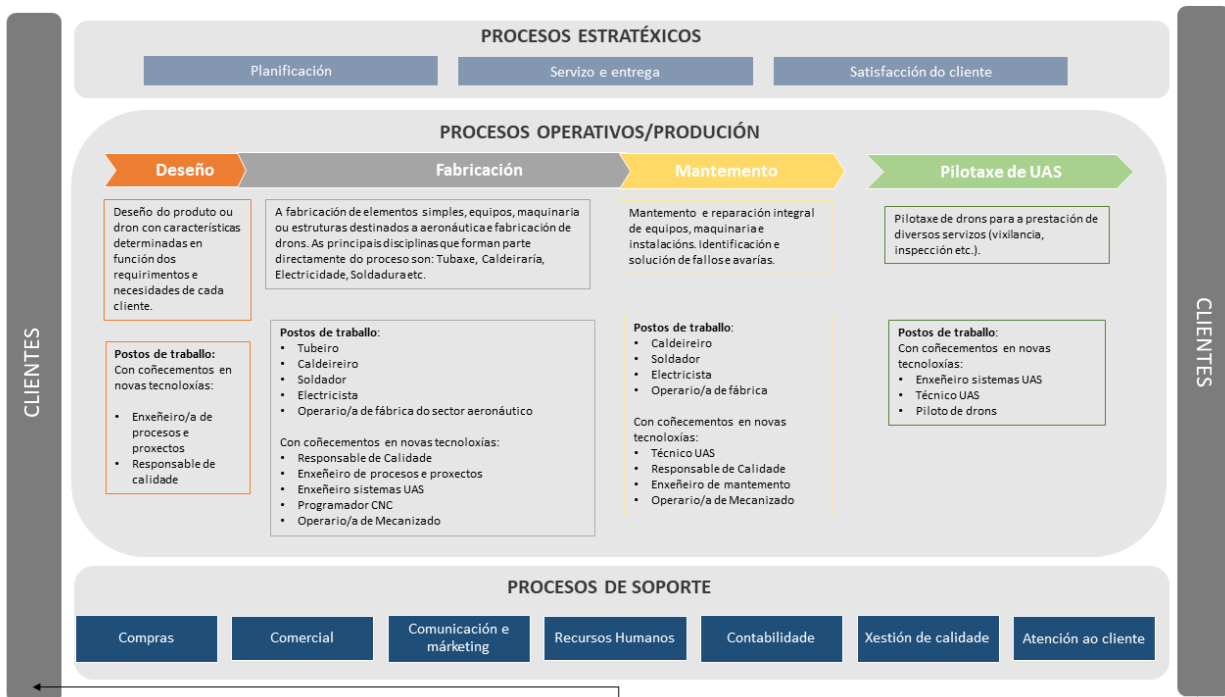 CLIENTES
PROCESOS ESTRATÉXICOS
Planificación
Servizo e entrega
Satisfacción do cliente
PROCESOS OPERATIVOS/PRODUCIÓN
Deseño
Deseño do produto ou
dron con características
determinadas en
función dos
requirimentos e
necesidades de cada
cliente.
Postos de traballo:
Con coñecementos en
novas tecnoloxías:
• Enxeñeiro/a de
procesos e
proxectos
• Responsable de
calidade
Fabricación
A fabricación de elementos simples, equipos, maquinaria
ou estruturas destinados a aeronáutica e fabricación de
drons. As principais disciplinas que forman parte
directamente do proceso son: Tubaxe, Caldeiraría,
Electricidade, Soldadura etc.
Postos de traballo:
• Tubeiro
• Caldeireiro
• Soldador
• Electricista
• Operario/a de fábrica do sector aeronáutico
Con coñecementos en novas tecnoloxías:
• Responsable de Calidade
• Enxeñeiro de procesos e proxectos
• Enxeñeiro sistemas UAS
• Programador CNC
• Operario/a de Mecanizado
Mantemento
Mantemento e reparación integral
de equipos, maquinaria e
instalacións. Identificación e
solución de fallos e avarías.
Postos de traballo:
• Caldeireiro
• Soldador
• Electricista
• Operario/a de fábrica
Con coñecementos en novas
tecnoloxías:
• Técnico UAS
• Responsable de Calidade
• Enxeñeiro de mantemento
• Operario/a de Mecanizado
Pilotaxe de UAS
Pilotaxe de drons para a prestación de
diversos servizos (vixilancia,
inspección etc.).
Postos de traballo:
Con coñecementos en novas
tecnoloxías:
• Enxeñeiro sistemas UAS
• Técnico UAS
• Piloto de drons
PROCESOS DE SOPORTE
Compras
Comercial
Comunicación e
márketing
Recursos Humanos
Contabilidade
Xestión de calidade
Atención ao cliente
CLIENTES